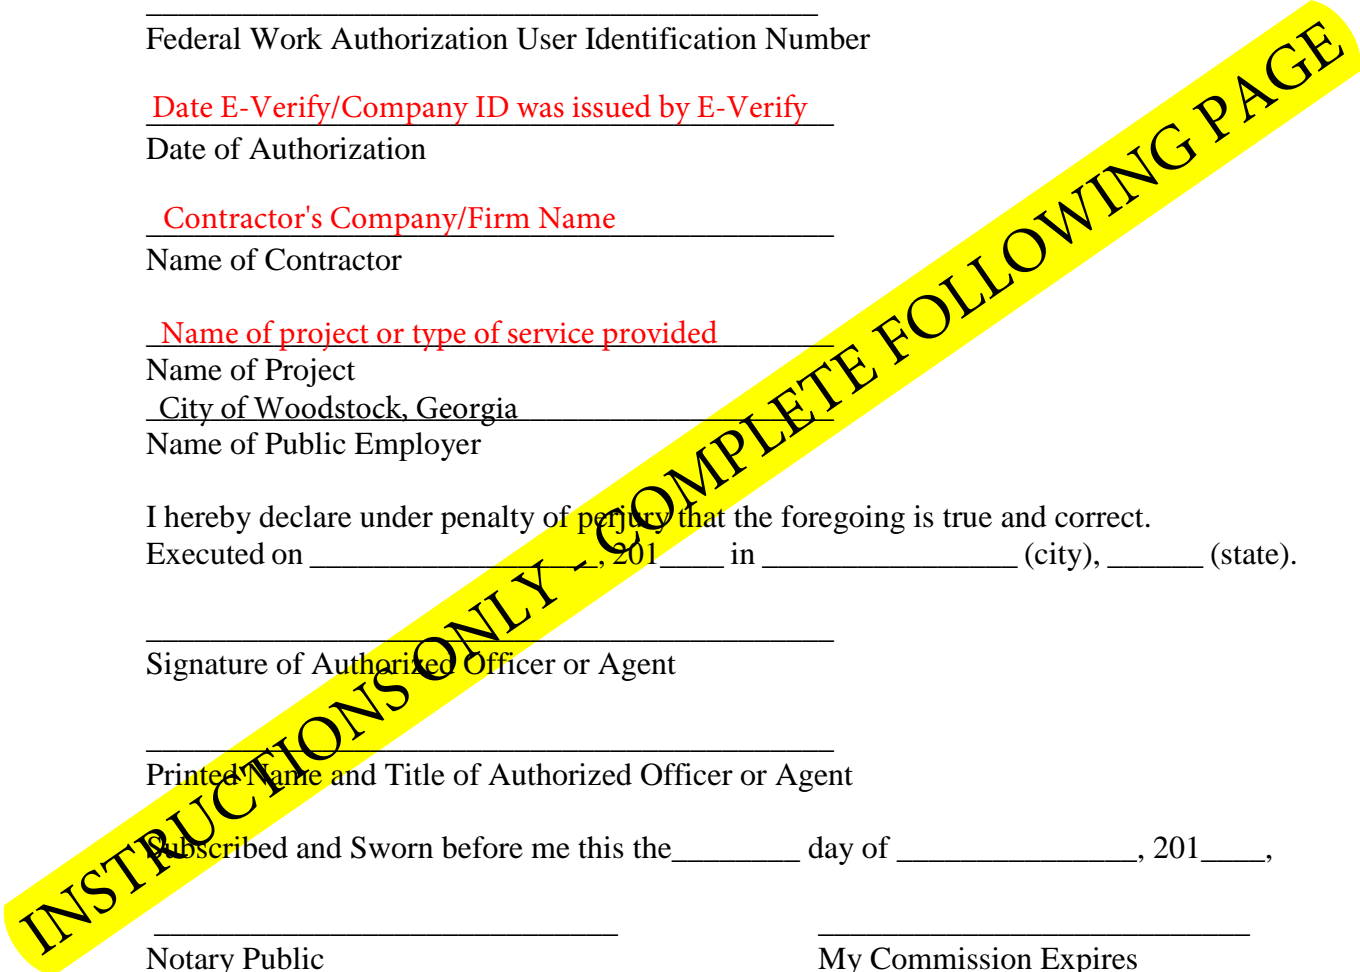 Federal Work Authorization User Identification Number
Date E-Verify/Company ID was issued by E-Verify
Date of Authorization
Contractor's Company/Firm Name
Name of Contractor
Name of project or type of service provided
Name of Project
City of Woodstock, Georgia
Name of Public Employer
I hereby declare under penalty of perjury that the foregoing is true and correct.
Executed on __________________, 201____ in ________________ (city), ______ (state).
Signature of Authorized Officer or Agent
Printed Name and Title of Authorized Officer or Agent
Subscribed and Sworn before me this the________ day of _______________, 201____,
Notary Public My Commission Expires
INSTRUCTIONS ONLY - COMPLETE FOLLOWING PAGE